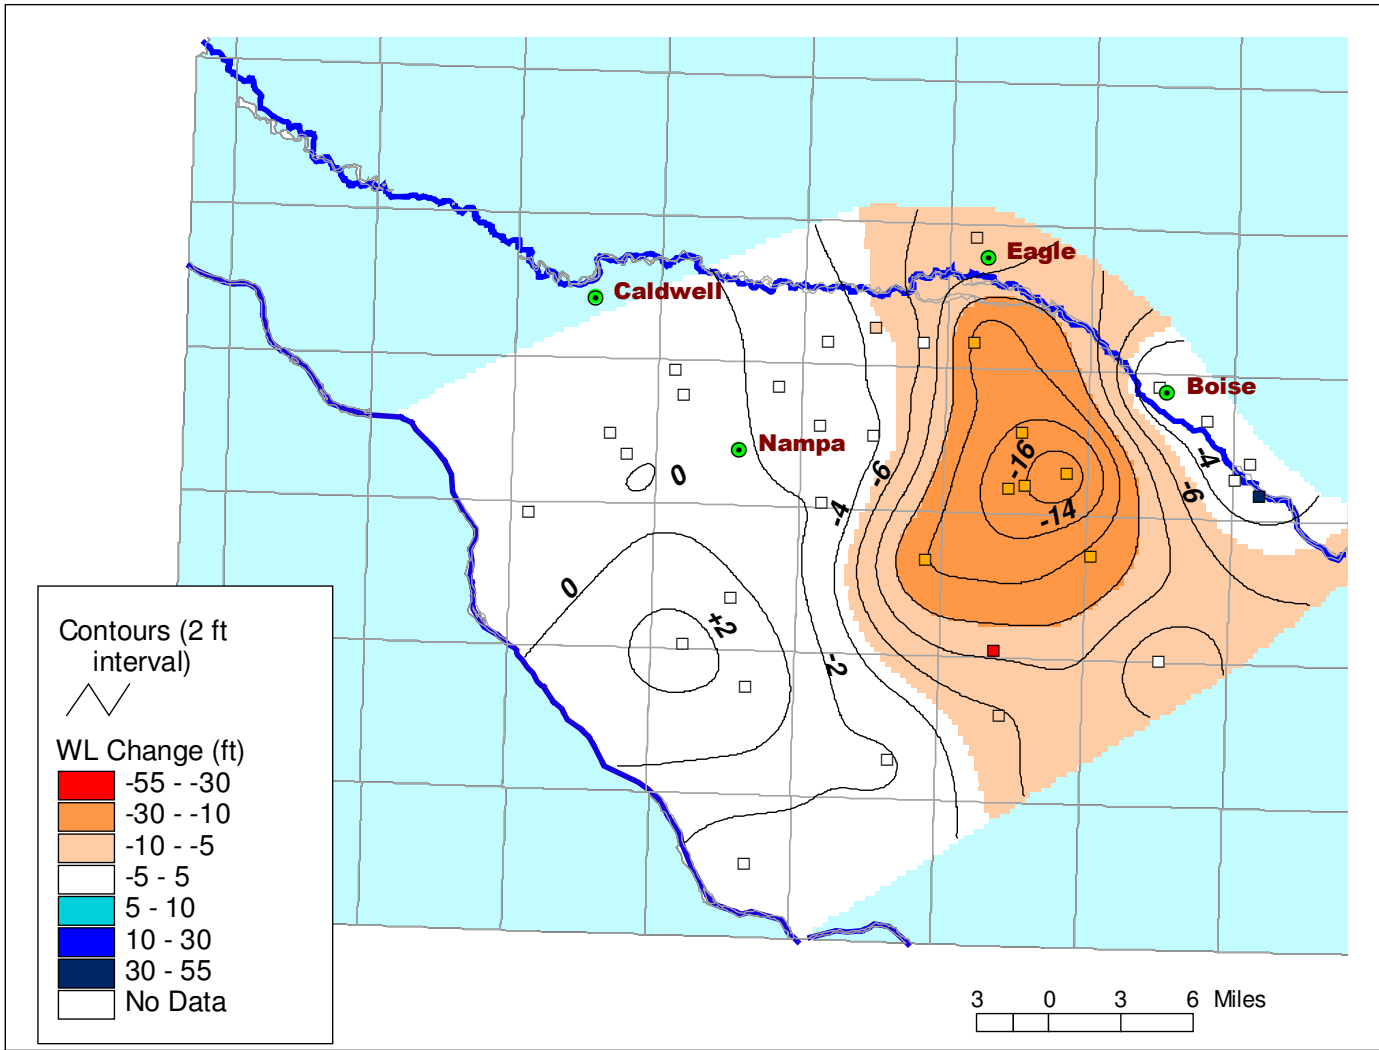 Eagle
Caldwell
Boise
Nampa
0
-6
-16
-4
-14
-6
-4
0
+2
-2
Contours (2 ft
interval)
WL Change (ft)
-55 - -30
-30 - -10
-10 - -5
-5 - 5
5 - 10
10 - 30
30 - 55
No Data
3 0 3 6 Miles